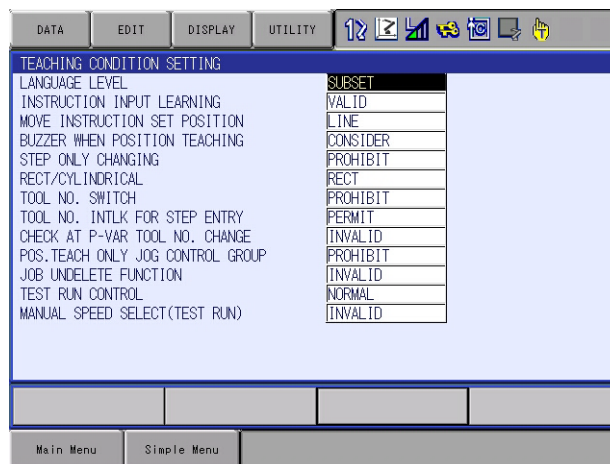 DATA EDIT DISPLAY UTILITY
TEACHING CONDITION SETTING
LANGUAGE LEVEL SUBSET
INSTRUCTION INPUT LEARNING VALID
MOVE INSTRUCTION SET POSITION LINE
BUZZER WHEN POSITION TEACHING CONSIDER
STEP ONLY CHANGING PROHIBIT
RECT/CYLINDRICAL RECT
TOOL NO. SWITCH PROHIBIT
TOOL NO. INTLK FOR STEP ENTRY PERMIT
CHECK AT P-VAR TOOL NO. CHANGE INVALID
POS.TEACH ONLY JOG CONTROL GROUP PROHIBIT
JOB UNDELETE FUNCTION INVALID
TEST RUN CONTROL NORMAL
MANUAL SPEED SELECT(TEST RUN) INVALID
Main Menu Simple Menu